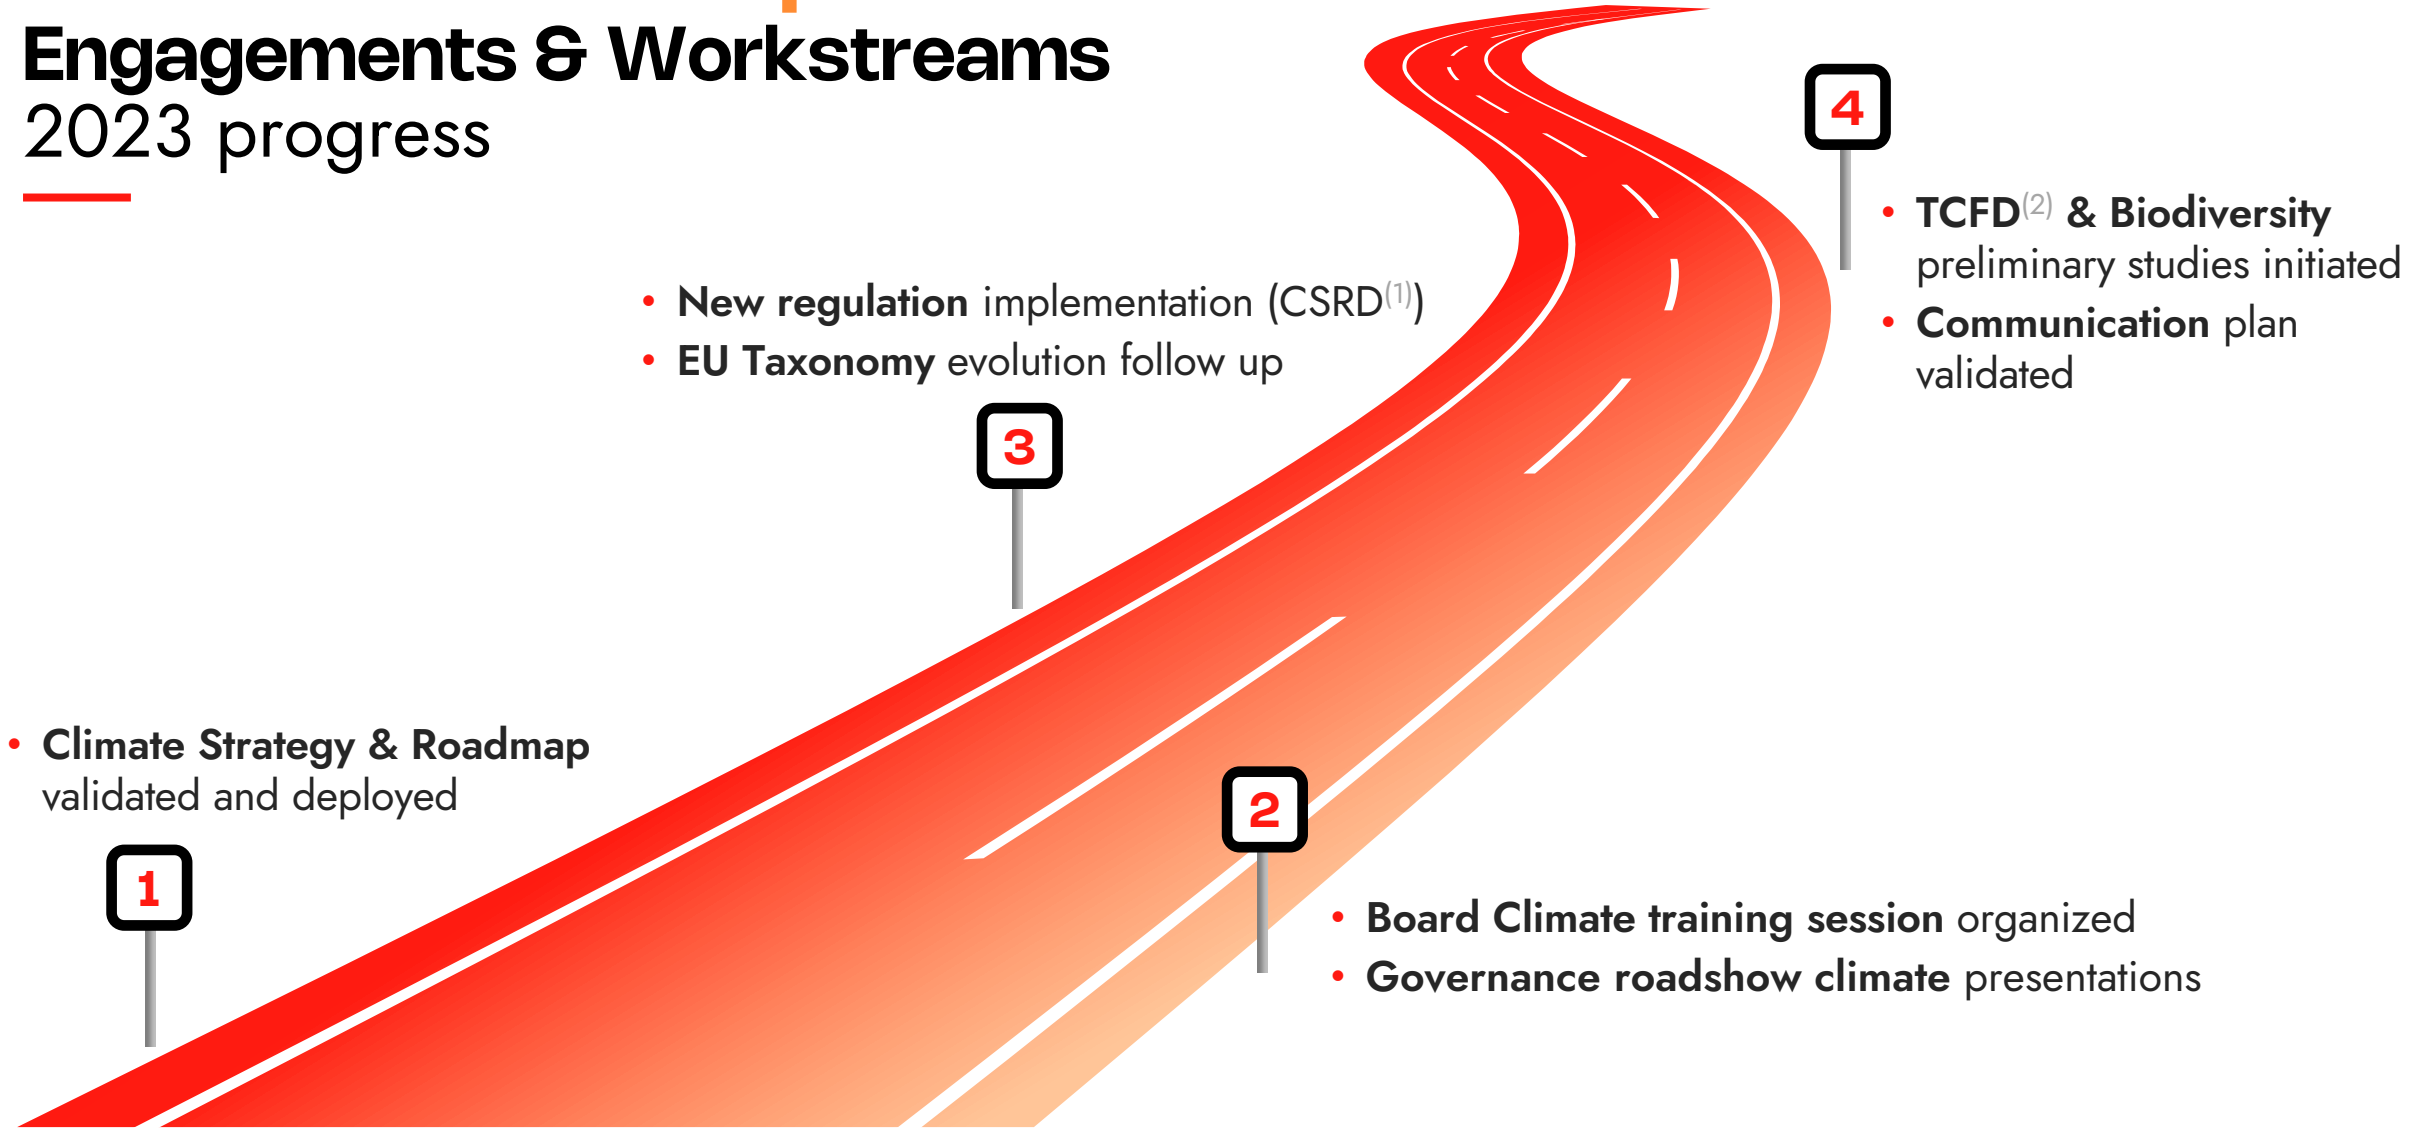 Engagements & Workstreams
2023 progress
4
• TCFD(2) & Biodiversity
preliminary studies initiated
• Communication plan
validated
• New regulation implementation (CSRD(1))
• EU Taxonomy evolution follow up
3
• Climate Strategy & Roadmap
validated and deployed
1
2
• Board Climate training session organized
• Governance roadshow climate presentations